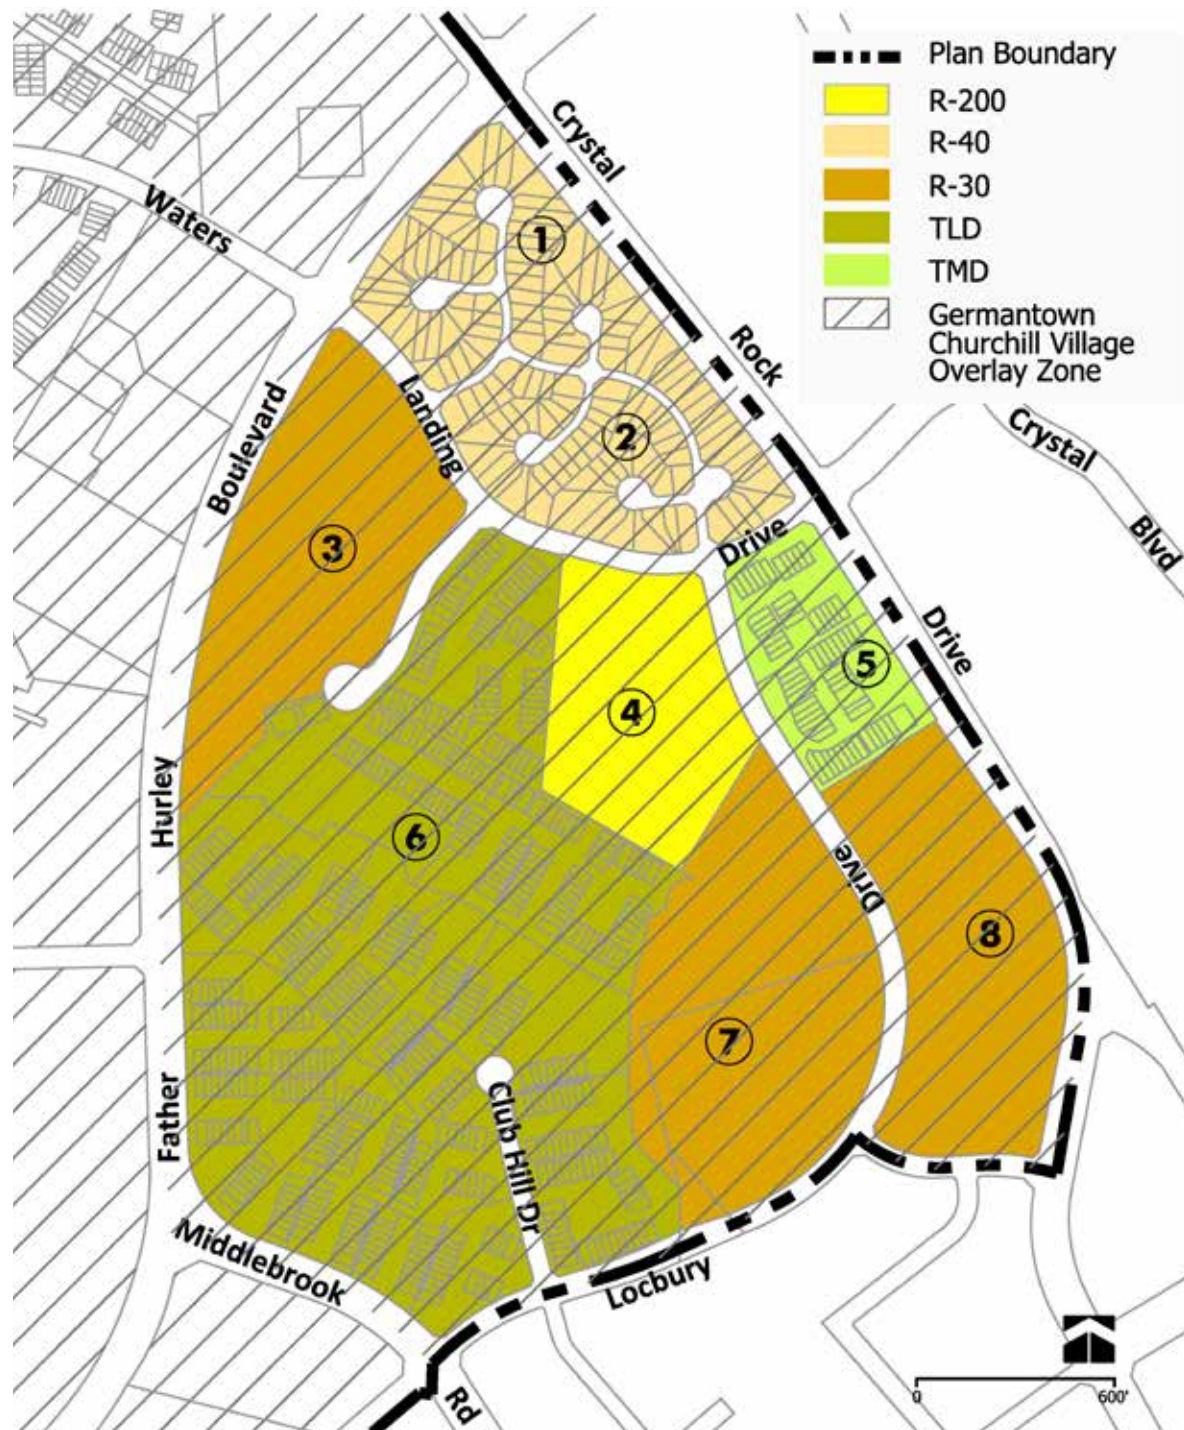 Plan Boundary
R-200
R-40
R-30
TLD
TMD
Germantown
Churchill Village
Overlay Zone
Crystal
Rock
Drive
Waters
Landing
Drive
Crystal
Blvd
Boulevard
Hurley
Father
Drive
Club Hill Dr
Middlebrook
Rd
Locbury
1
2
3
4
5
6
7
8
0
600'